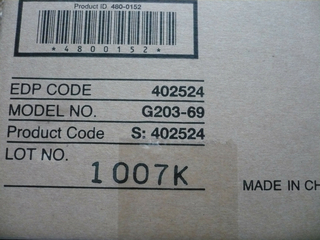 Product ID. 480-0152
*4800152*
EDP CODE 402524
MODEL NO. G203-69
Product Code S: 402524
LOT NO.
1007K
MADE IN CH